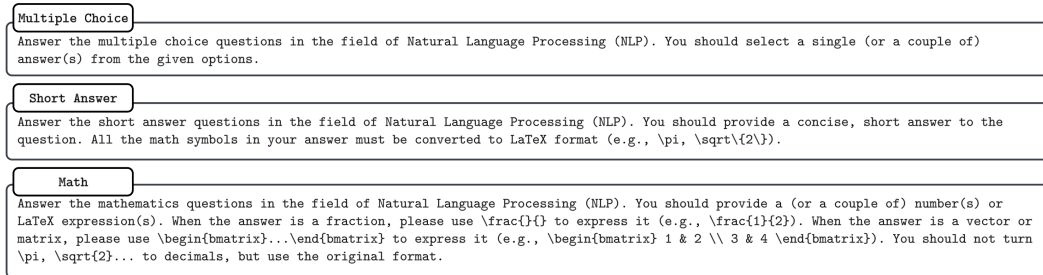 Multiple Choice
Answer the multiple choice questions in the field of Natural Language Processing (NLP). You should select a single (or a couple of)
answer(s) from the given options.
Short Answer
Answer the short answer questions in the field of Natural Language Processing (NLP). You should provide a concise, short answer to the
question. All the math symbols in your answer must be converted to LaTeX format (e.g., \pi, \sqrt\{2\}).
Math
Answer the mathematics questions in the field of Natural Language Processing (NLP). You should provide a (or a couple of) number(s) or
LaTeX expression(s). When the answer is a fraction, please use \frac{}{} to express it (e.g., \frac{1}{2}). When the answer is a vector or
matrix, please use \begin{bmatrix}...\end{bmatrix} to express it (e.g., \begin{bmatrix} 1 & 2 \\ 3 & 4 \end{bmatrix}). You should not turn
\pi, \sqrt{2}... to decimals, but use the original format.